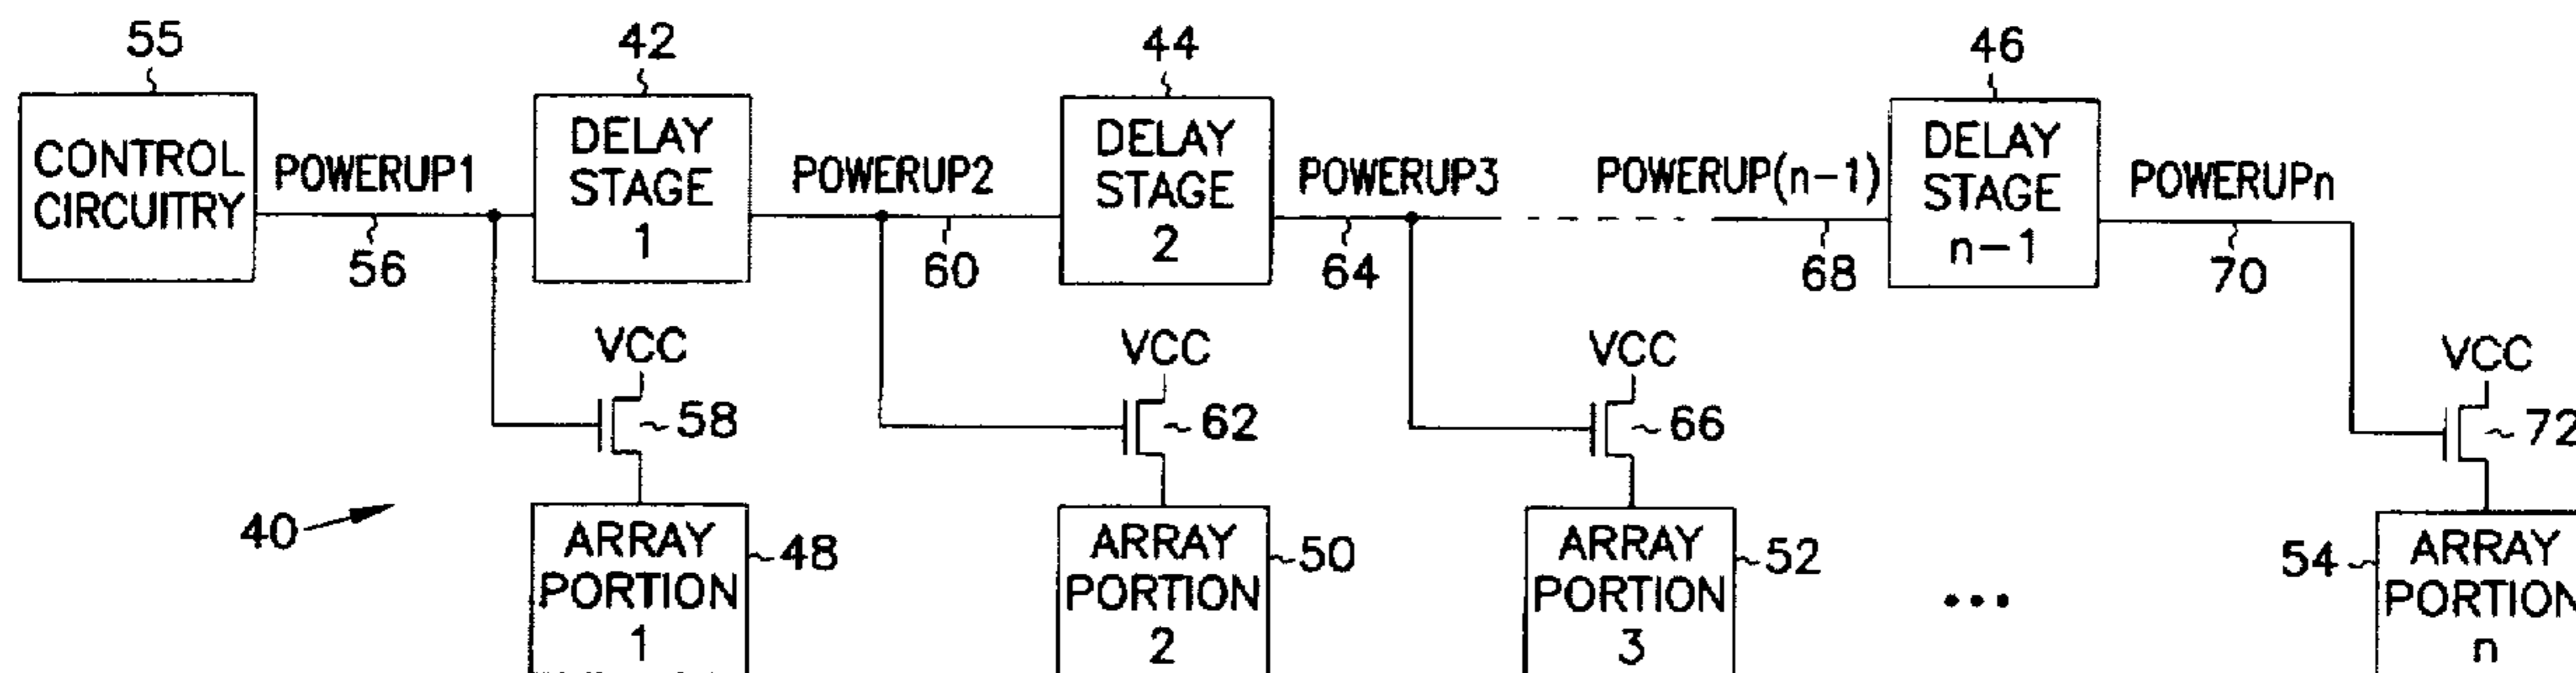 55
42
44
46
CONTROL
CIRCUITRY
POWERUP1
56
DELAY
STAGE
1
POWERUP2
60
DELAY
STAGE
2
POWERUP3
64
POWERUP(n-1)
68
DELAY
STAGE
n-1
POWERUPn
70
VCC
58
VCC
62
VCC
66
VCC
72
40
ARRAY
PORTION
1
48
ARRAY
PORTION
2
50
ARRAY
PORTION
3
52
...
54
ARRAY
PORTION
n